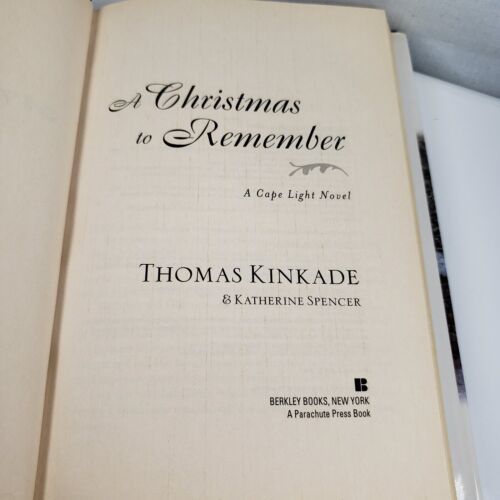 A Christmas
to Remember
A Cape Light Novel
THOMAS KINKADE
& KATHERINE SPENCER
B
BERKLEY BOOKS, NEW YORK
A Parachute Press Book